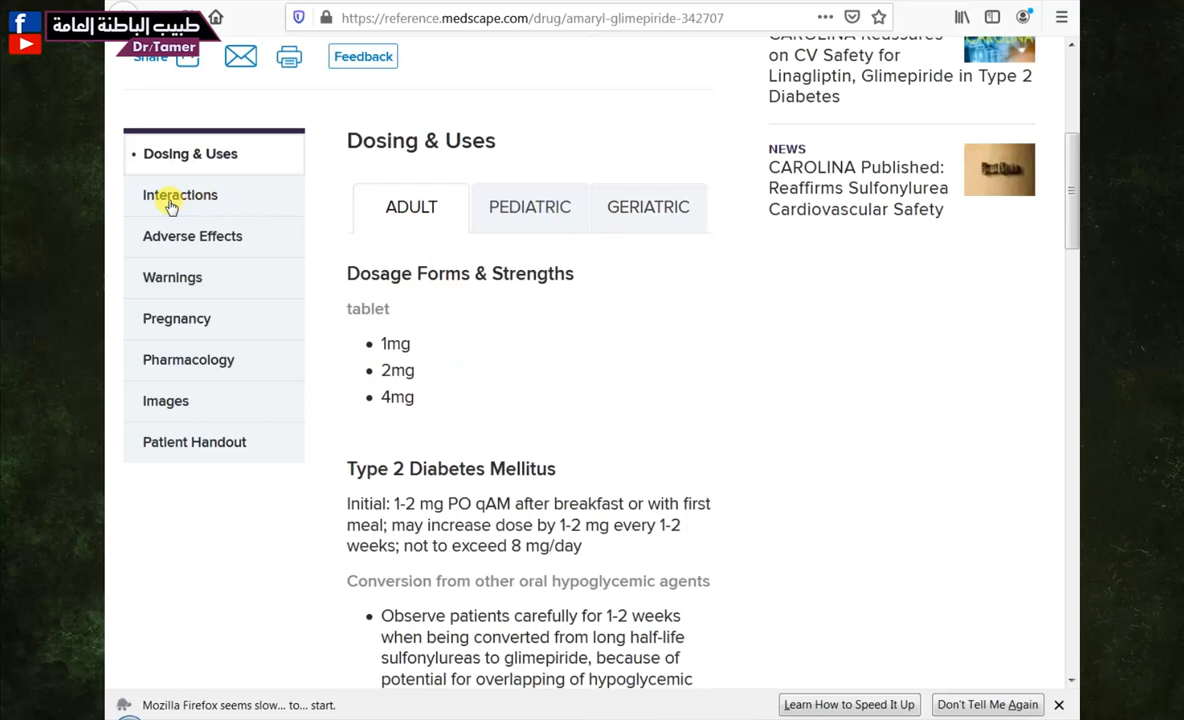 طبيب الباطنة العامة
Dr/Tamer
https://reference.medscape.com/drug/amaryl-glimepiride-342707
Share
Feedback
CAROLINA Reassures
on CV Safety for
Linagliptin, Glimepiride in Type 2
Diabetes
NEWS
CAROLINA Published:
Reaffirms Sulfonylurea
Cardiovascular Safety
• Dosing & Uses
Interactions
Adverse Effects
Warnings
Pregnancy
Pharmacology
Images
Patient Handout
Dosing & Uses
ADULT PEDIATRIC GERIATRIC
Dosage Forms & Strengths
tablet
• 1mg
• 2mg
• 4mg
Type 2 Diabetes Mellitus
Initial: 1-2 mg PO qAM after breakfast or with first
meal; may increase dose by 1-2 mg every 1-2
weeks; not to exceed 8 mg/day
Conversion from other oral hypoglycemic agents
• Observe patients carefully for 1-2 weeks
when being converted from long half-life
sulfonylureas to glimepiride, because of
potential for overlapping of hypoglycemic
Mozilla Firefox seems slow... to... start.
Learn How to Speed It Up
Don't Tell Me Again